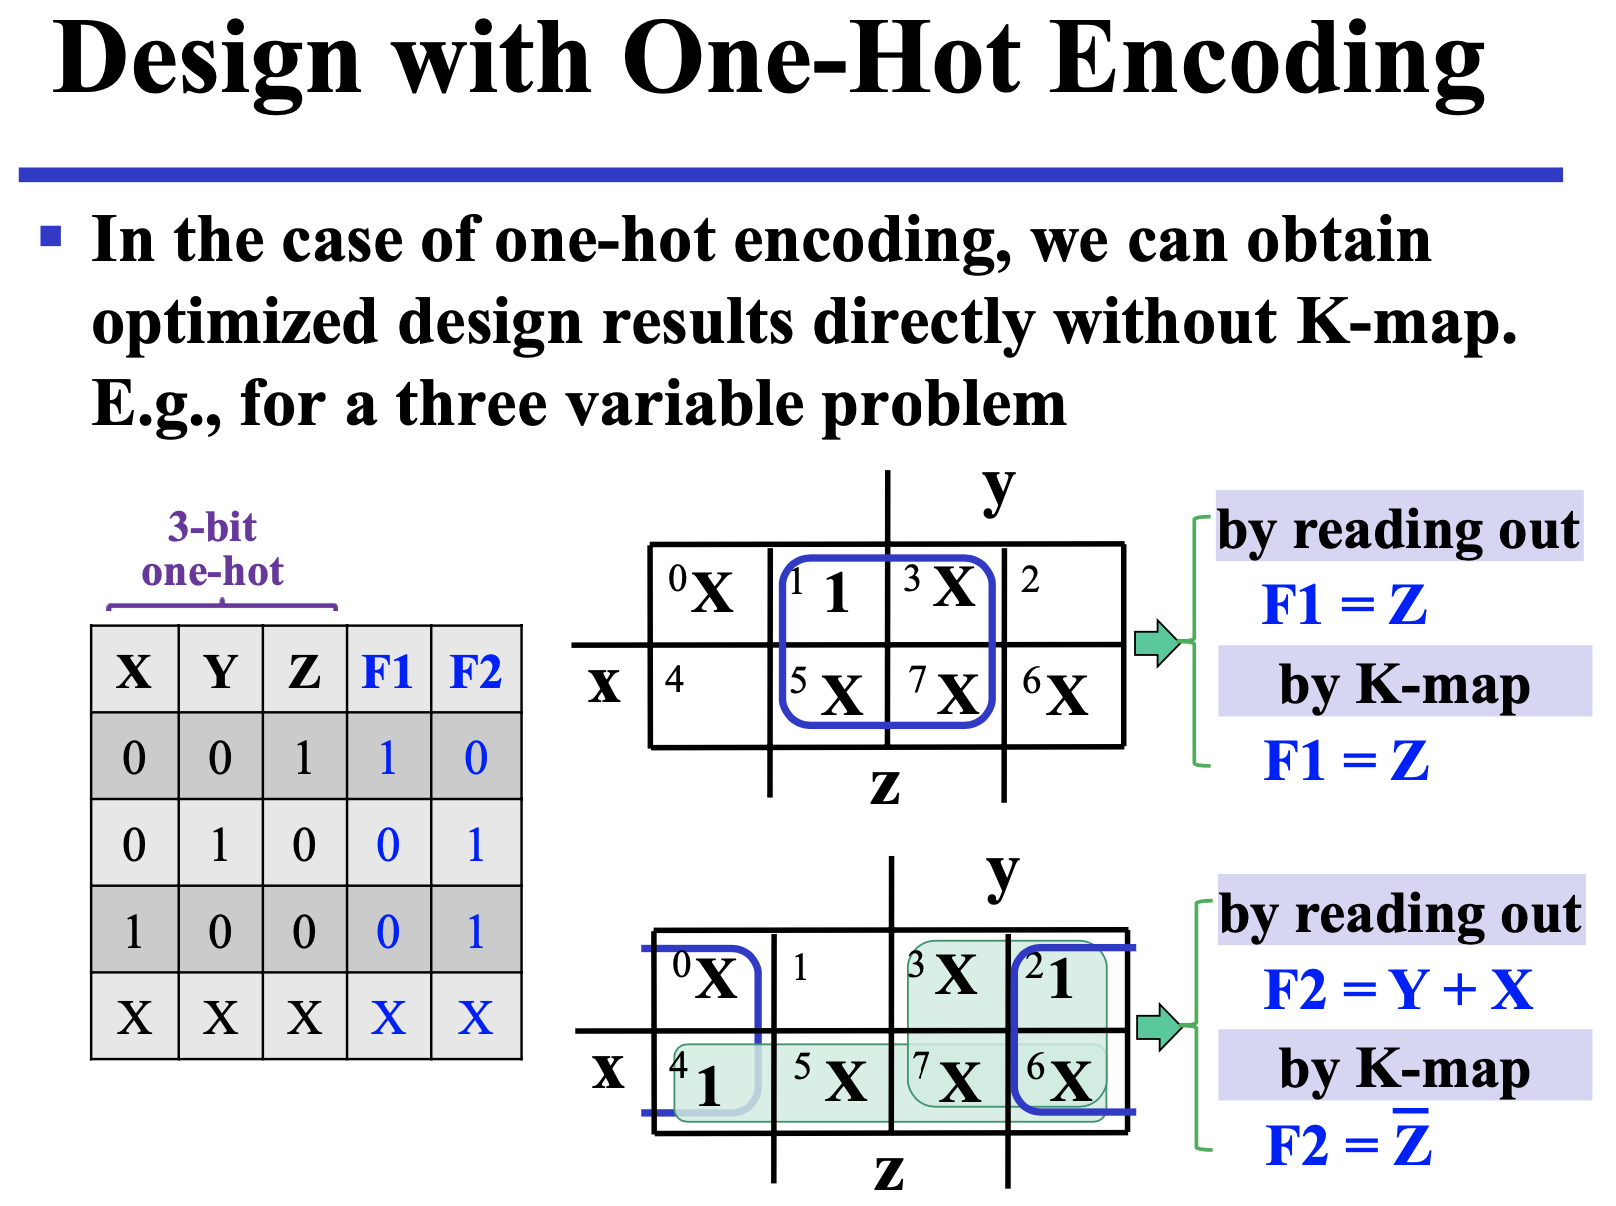 Design with One-Hot Encoding
In the case of one-hot encoding, we can obtain
optimized design results directly without K-map.
E.g., for a three variable problem
3-bit
one-hot
X Y Z F1 F2
0 0 1 1 0
0 1 0 0 1
1 0 0 0 1
X X X X X
y
0 X 1 1 3 X 2
x 4 5 X 7 X 6 X
z
by reading out
F1 = Z
by K-map
F1 = Z
y
0 X 1 3 X 2 1
x 4 1 5 X 7 X 6 X
z
by reading out
F2 = Y + X
by K-map
F2 = Z̅